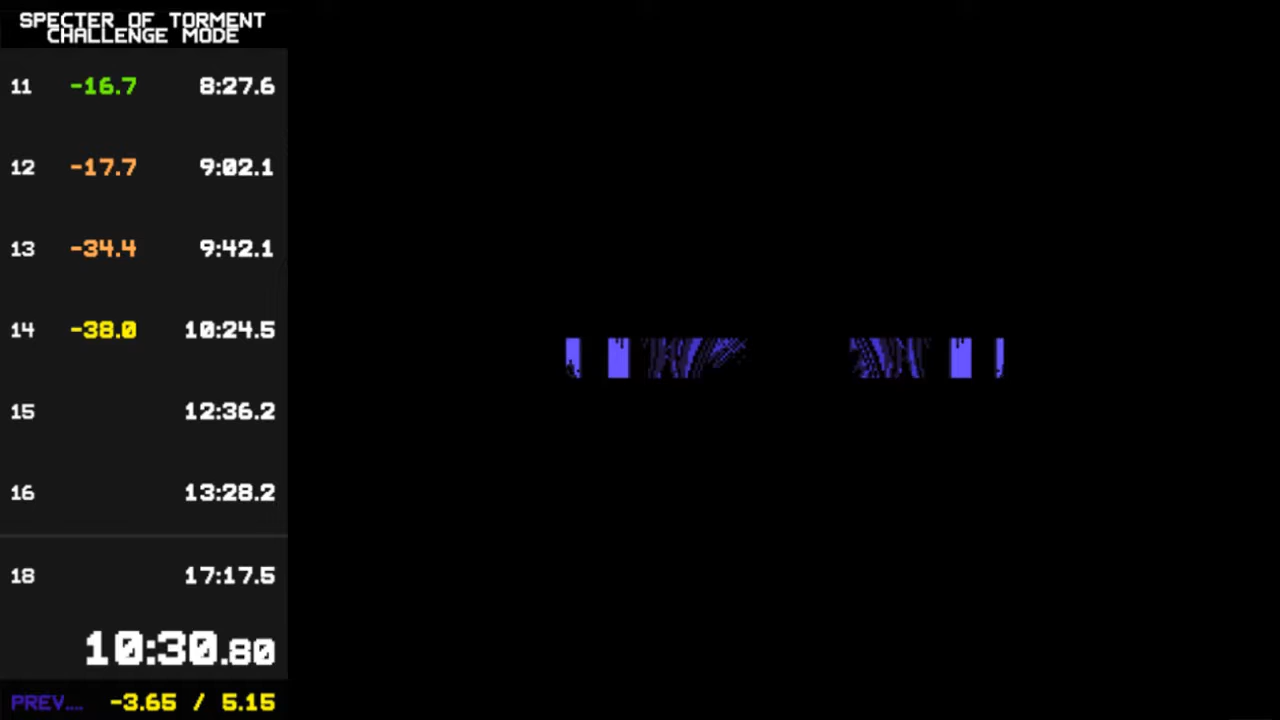 SPECTER OF TORMENT
CHALLENGE MODE
11 -16.7 8:27.6
12 -17.7 9:02.1
13 -34.4 9:42.1
14 -38.0 10:24.5
15 12:36.2
16 13:28.2
18 17:17.5
10:30.80
PREV.... -3.65 / 5.15